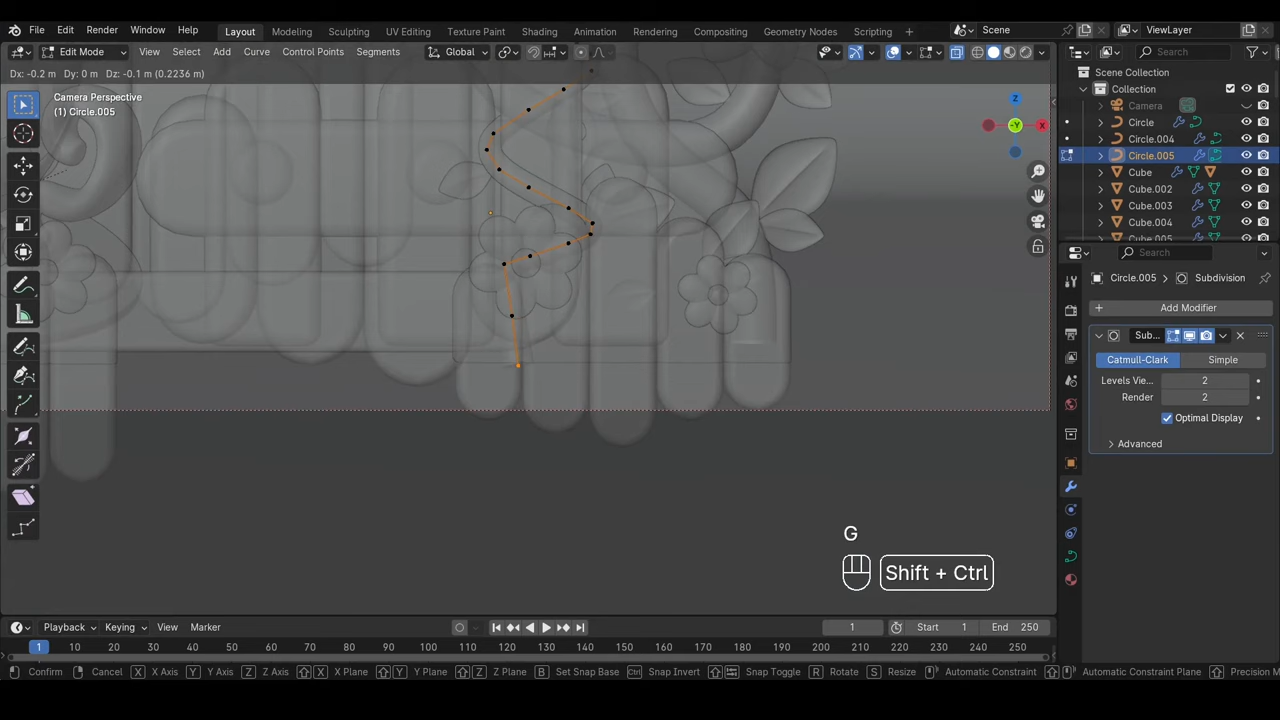 File Edit Render Window Help Layout Modeling Sculpting UV Editing Texture Paint Shading Animation Rendering Compositing Geometry Nodes Scripting Scene ViewLayer
Edit Mode View Select Add Curve Control Points Segments Global Search
Dx: -0.2 m Dy: 0 m Dz: -0.1 m (0.2236 m)
Scene Collection
Collection
Camera
Circle
Circle.004
Circle.005
Cube
Cube.002
Cube.003
Cube.004
Cube.005
Camera Perspective
(1) Circle.005
Z
-Y
X
Search
Circle.005 Subdivision
Add Modifier
Sub...
Catmull-Clark Simple
Levels Vie... 2
Render 2
Optimal Display
Advanced
G
Shift + Ctrl
Playback Keying View Marker 1 Start 1 End 250
1 10 20 30 40 50 60 70 80 90 100 110 120 130 140 150 160 170 180 190 200 210 220 230 240 250
Confirm Cancel X X Axis Y Y Axis Z Z Axis X X Plane Y Y Plane Z Z Plane B Set Snap Base Ctrl Snap Invert Snap Toggle R Rotate S Resize Automatic Constraint Automatic Constraint Plane Precision M